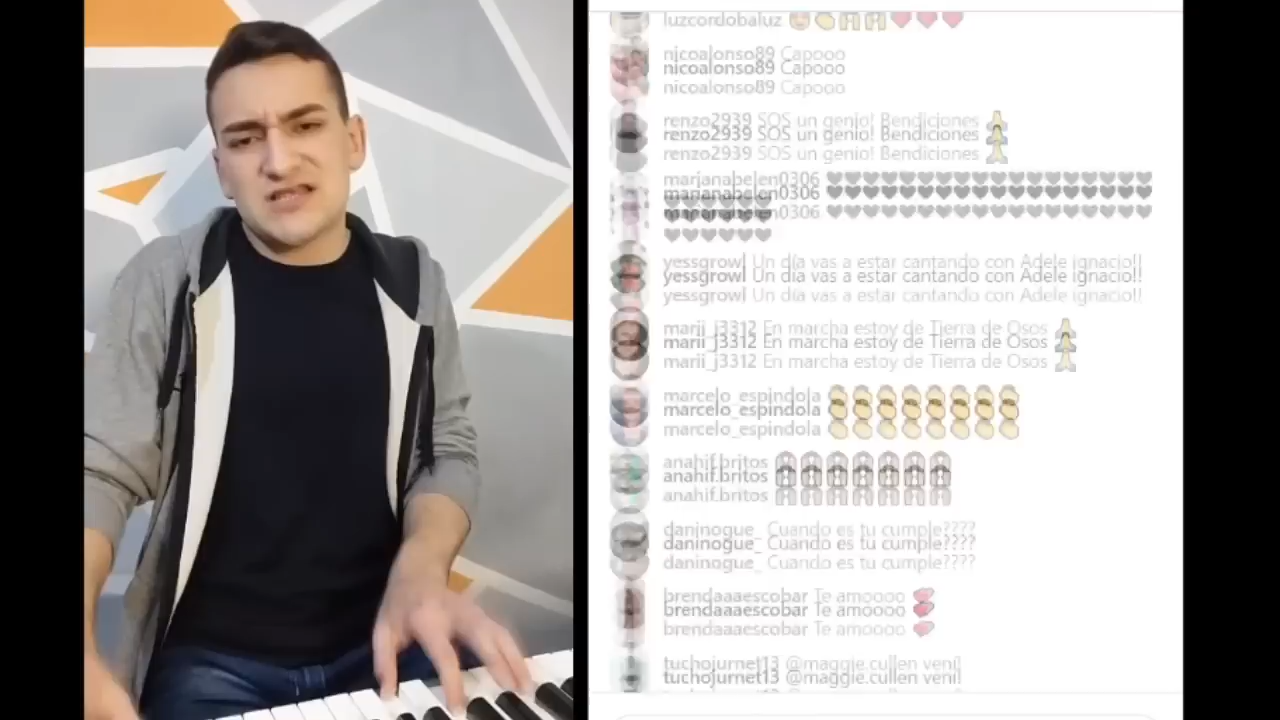 luzcordobaluz 😍👏🙌🙌❤️❤️❤️
nicoalonso89 Capooo
renzo2939 SOS un genio! Bendiciones 🙏
marianabelen0306 🖤🖤🖤🖤🖤🖤🖤🖤🖤🖤🖤🖤🖤🖤🖤🖤🖤🖤
🖤🖤🖤🖤🖤🖤
yessgrowl Un día vas a estar cantando con Adele ignacio!!
marii_j3312 En marcha estoy de Tierra de Osos 🙏
marcelo_espindola 👏👏👏👏👏👏👏👏
anahif.britos 🙌🙌🙌🙌🙌🙌🙌
daninogue_ Cuando es tu cumple????
brendaaaescobar Te amoooo 💕
tuchojurnet13 @maggie.cullen veni!